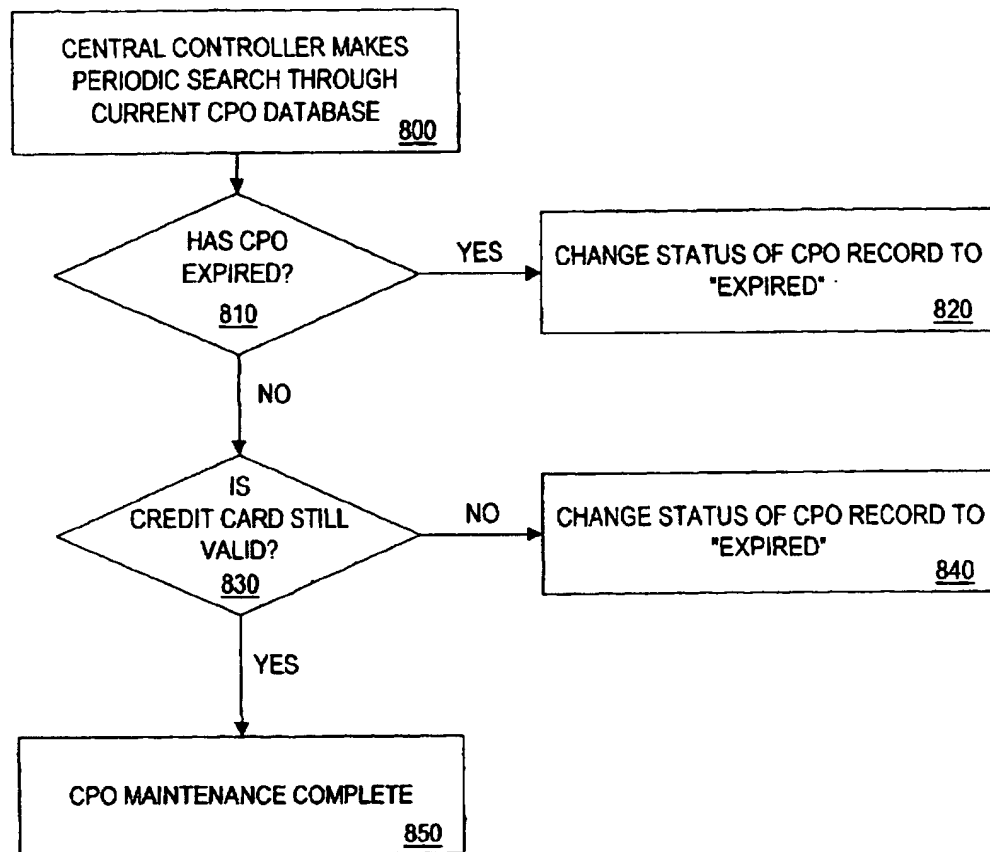 CENTRAL CONTROLLER MAKES
PERIODIC SEARCH THROUGH
CURRENT CPO DATABASE
800
HAS CPO
EXPIRED?
810
YES
CHANGE STATUS OF CPO RECORD TO
"EXPIRED"
820
NO
IS
CREDIT CARD STILL
VALID?
830
NO
CHANGE STATUS OF CPO RECORD TO
"EXPIRED"
840
YES
CPO MAINTENANCE COMPLETE
850